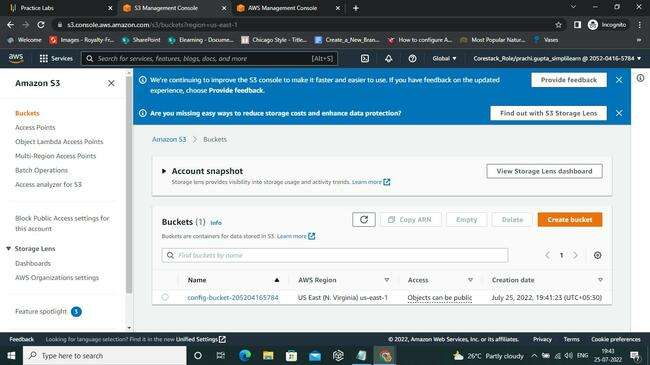 Practice Labs
S3 Management Console
AWS Management Console
s3.console.aws.amazon.com/s3/buckets?region=us-east-1
Incognito
Welcome
Images - Royalty-Fr...
SharePoint
Elearning - Docume...
Chicago Style - Title...
Create_a_New_Bran...
How to configure A...
Most Popular Natur...
Vases
aws
Services
Search for services, features, blogs, docs, and more
[Alt+S]
Global
Corestack_Role/prachi.gupta_simplilearn @ 2052-0416-5784
Amazon S3
Buckets
Access Points
Object Lambda Access Points
Multi-Region Access Points
Batch Operations
Access analyzer for S3
Block Public Access settings for
this account
Storage Lens
Dashboards
AWS Organizations settings
Feature spotlight 3
We're continuing to improve the S3 console to make it faster and easier to use. If you have feedback on the updated
experience, choose Provide feedback.
Provide feedback
Are you missing easy ways to reduce storage costs and enhance data protection?
Find out with S3 Storage Lens
Amazon S3 > Buckets
Account snapshot
Storage lens provides visibility into storage usage and activity trends. Learn more
View Storage Lens dashboard
Buckets (1) Info
Buckets are containers for data stored in S3. Learn more
Copy ARN
Empty
Delete
Create bucket
Find buckets by name
1
Name
AWS Region
Access
Creation date
config-bucket-205204165784
US East (N. Virginia) us-east-1
Objects can be public
July 25, 2022, 19:41:23 (UTC+05:30)
Feedback
Looking for language selection? Find it in the new Unified Settings
© 2022, Amazon Web Services, Inc. or its affiliates.
Privacy
Terms
Cookie preferences
Type here to search
26°C Partly cloudy
ENG
19:43
25-07-2022